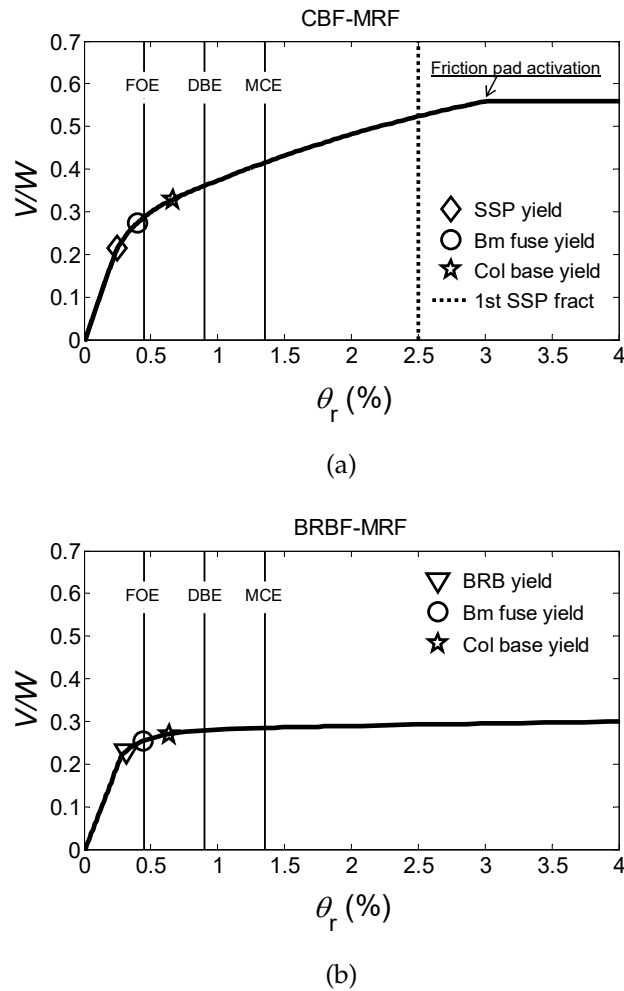 CBF-MRF
0.7
0.6
0.5
0.4
0.3
0.2
0.1
0
V/W
FOE
DBE
MCE
Friction pad activation
SSP yield
Bm fuse yield
Col base yield
1st SSP fract
0 0.5 1 1.5 2 2.5 3 3.5 4
θr (%)
(a)
BRBF-MRF
0.7
0.6
0.5
0.4
0.3
0.2
0.1
0
V/W
FOE
DBE
MCE
BRB yield
Bm fuse yield
Col base yield
0 0.5 1 1.5 2 2.5 3 3.5 4
θr (%)
(b)